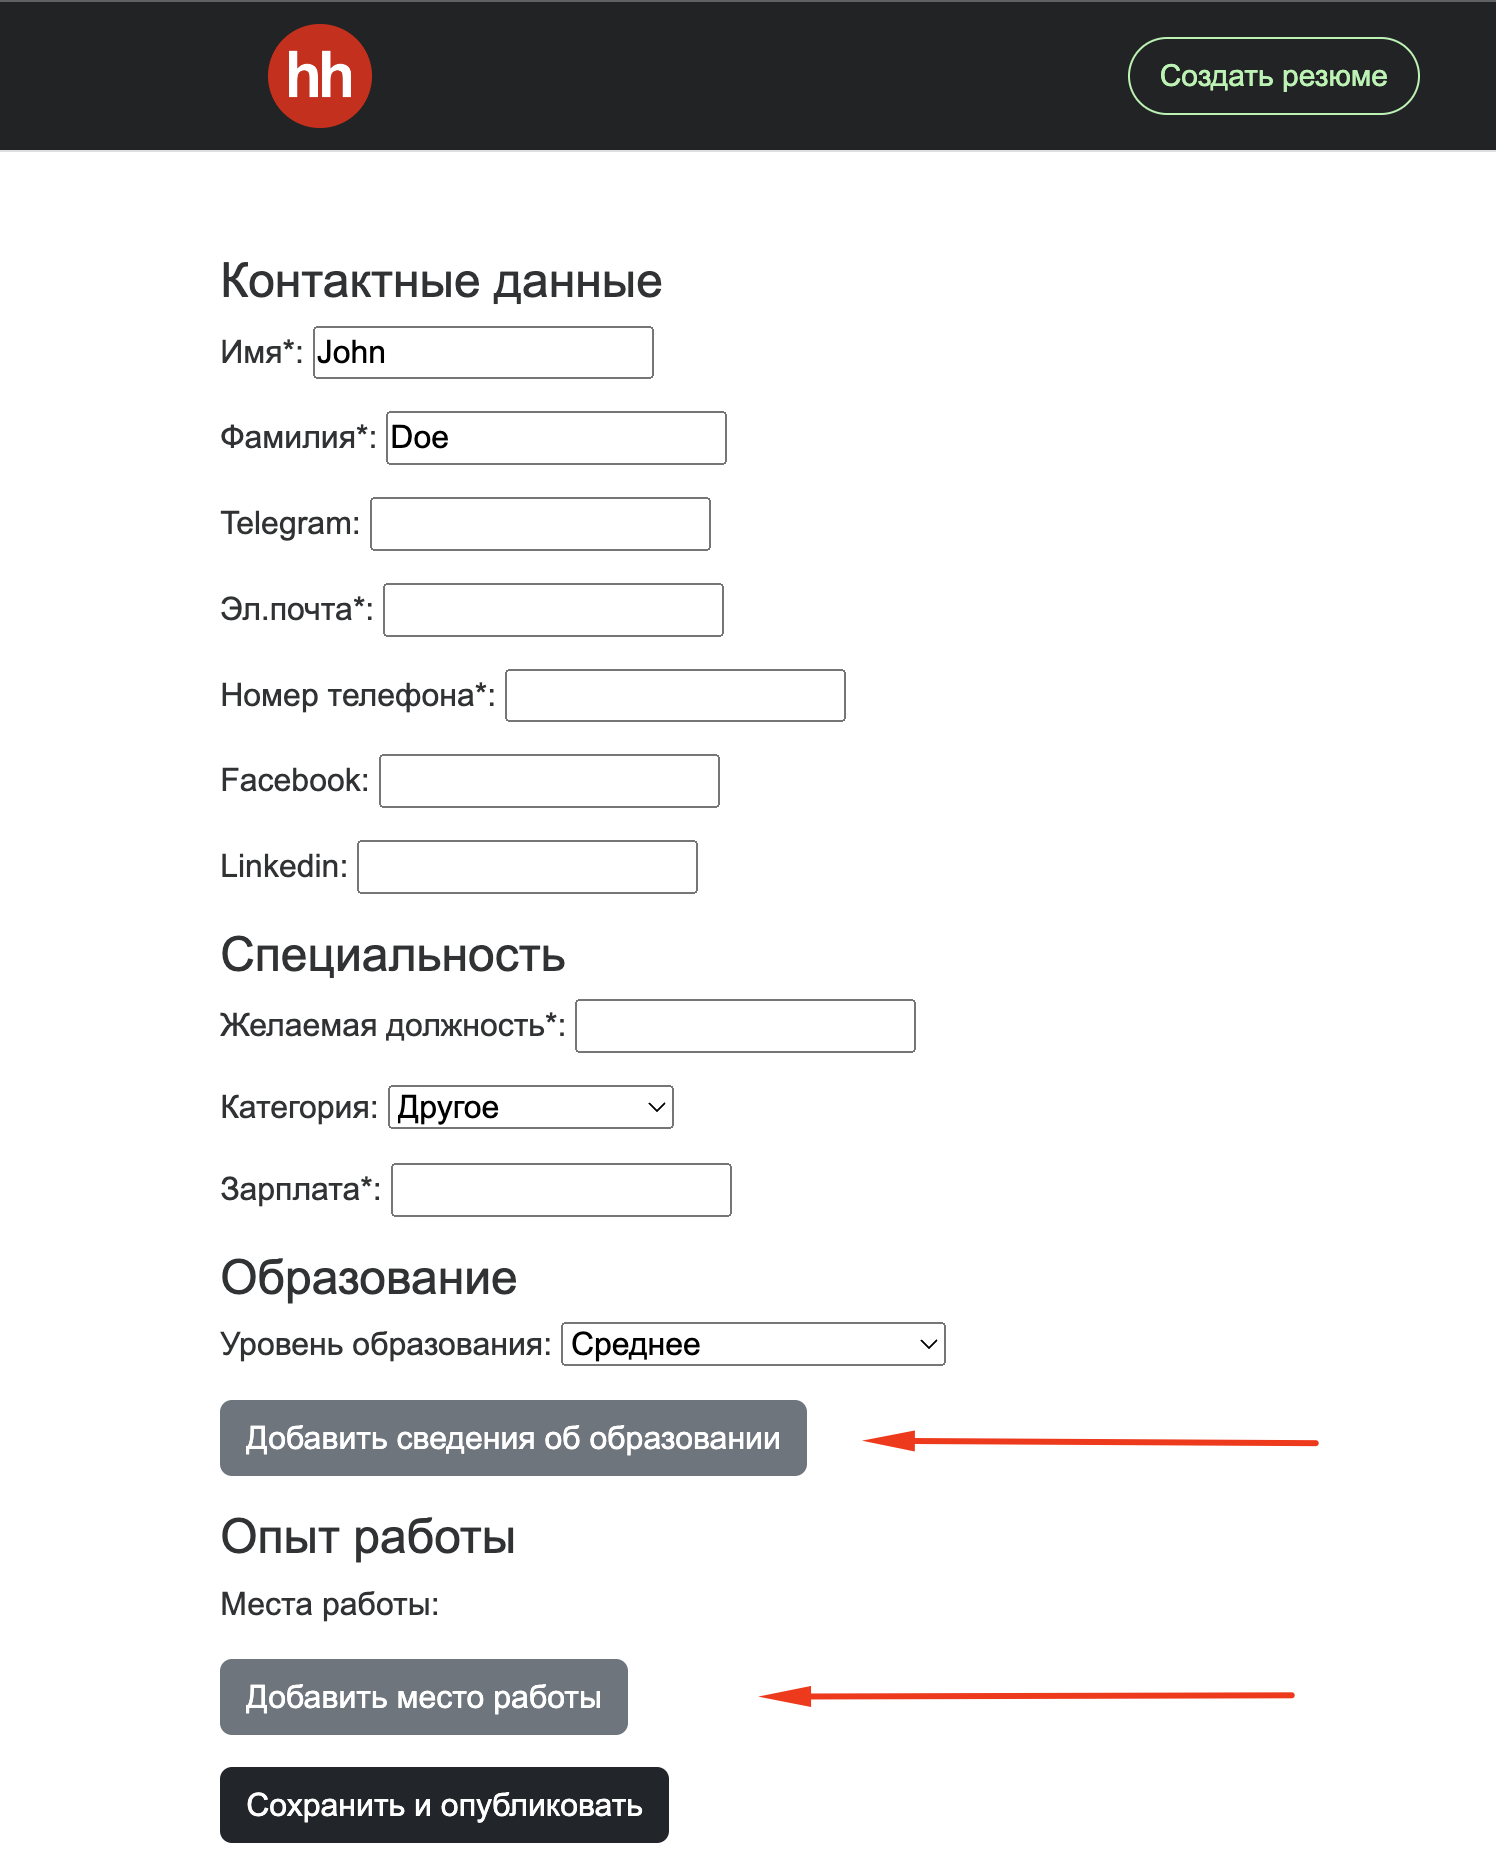 hh
Создать резюме
Контактные данные
Имя*: John
Фамилия*: Doe
Telegram:
Эл.почта*:
Номер телефона*:
Facebook:
Linkedin:
Специальность
Желаемая должность*:
Категория: Другое
Зарплата*:
Образование
Уровень образования: Среднее
Добавить сведения об образовании
Опыт работы
Места работы:
Добавить место работы
Сохранить и опубликовать